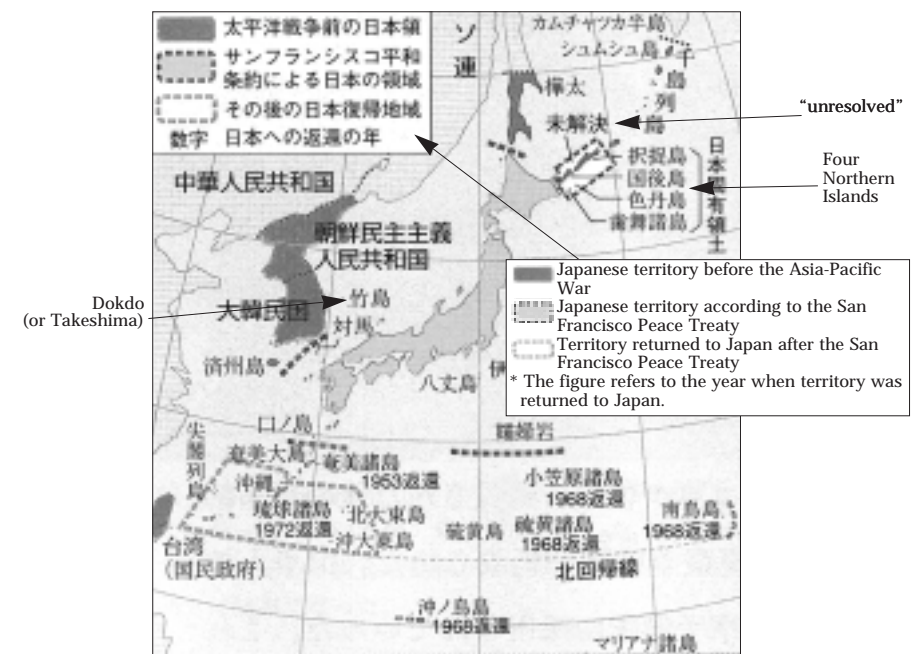 太平洋戦争前の日本領
サンフランシスコ平和
条約による日本の領域
その後の日本復帰地域
数字 日本への返還の年
ソ連
カムチャツカ半島
シュムシュ島
千島列島
樺太
未解決
択捉島
国後島
色丹島
歯舞諸島
日本固有領土
"unresolved"
Four
Northern
Islands
中華人民共和国
朝鮮民主主義
人民共和国
大韓民国
竹島
対馬
済州島
Dokdo
(or Takeshima)
Japanese territory before the Asia-Pacific
War
Japanese territory according to the San
Francisco Peace Treaty
Territory returned to Japan after the San
Francisco Peace Treaty
* The figure refers to the year when territory was
returned to Japan.
八丈島
伊
口ノ島
孀婦岩
尖閣列島
奄美大島
奄美諸島
1953返還
沖縄
琉球諸島
1972返還
北大東島
沖大東島
小笠原諸島
1968返還
硫黄島
硫黄諸島
1968返還
南鳥島
1968返還
台湾
(国民政府)
北回帰線
沖ノ鳥島
1968返還
マリアナ諸島